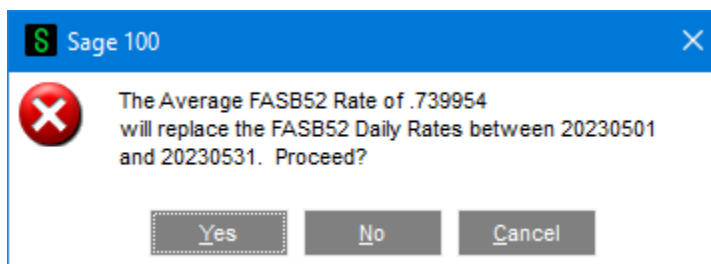 S Sage 100
The Average FASB52 Rate of .739954
will replace the FASB52 Daily Rates between 20230501
and 20230531.  Proceed?
Yes No Cancel